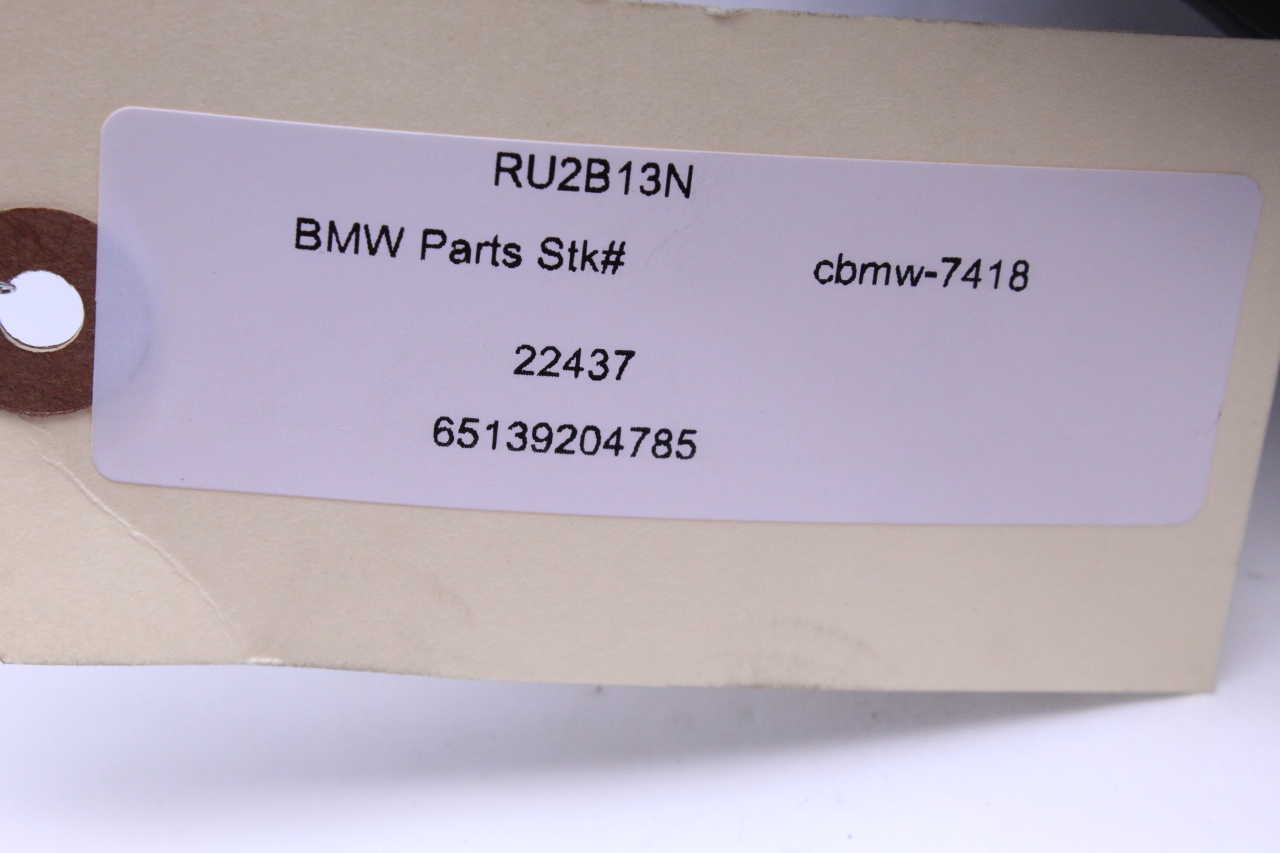 RU2B13N
BMW Parts Stk# cbmw-7418
22437
65139204785